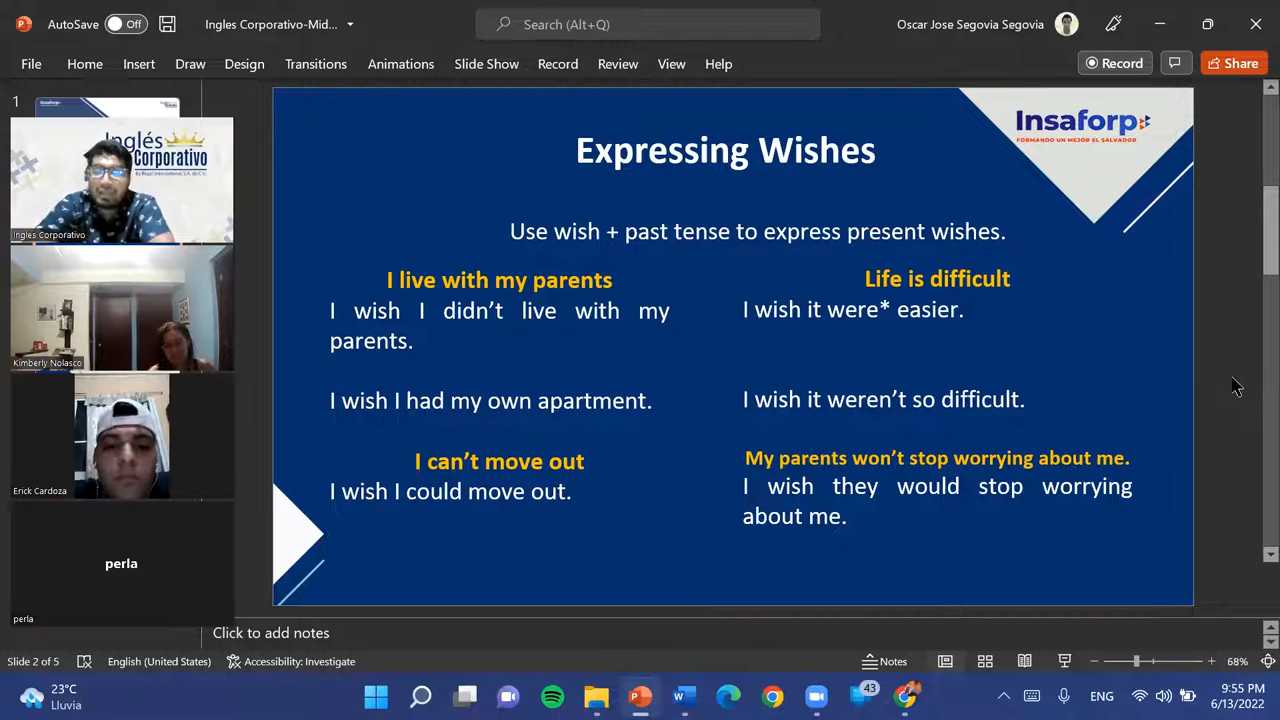 AutoSave Off Ingles Corporativo-Mid... Search (Alt+Q) Oscar Jose Segovia Segovia
File Home Insert Draw Design Transitions Animations Slide Show Record Review View Help Record Share
1
Inglés
Corporativo
Ingles Corporativo
Kimberly Nolasco
Erick Cardoza
perla
perla
Insaforp
FORMANDO UN MEJOR EL SALVADOR
Expressing Wishes
Use wish + past tense to express present wishes.
I live with my parents
I wish I didn't live with my
parents.
I wish I had my own apartment.
I can't move out
I wish I could move out.
Life is difficult
I wish it were* easier.
I wish it weren't so difficult.
My parents won't stop worrying about me.
I wish they would stop worrying
about me.
Click to add notes
Slide 2 of 5 English (United States) Accessibility: Investigate Notes 68%
23°C
Lluvia
43
ENG
9:55 PM
6/13/2022